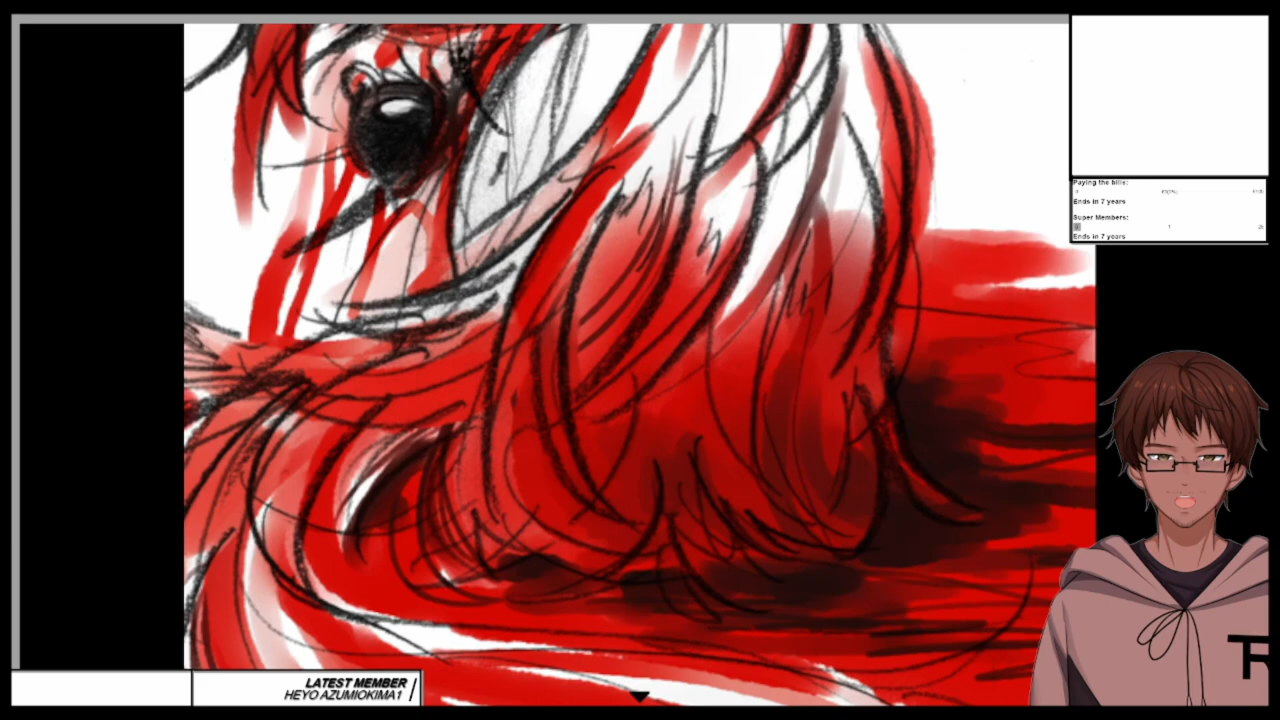 Paying the bills:
Ends in 7 years
Super Members:
Ends in 7 years
LATEST MEMBER
HEYO AZUMIOKIMA1